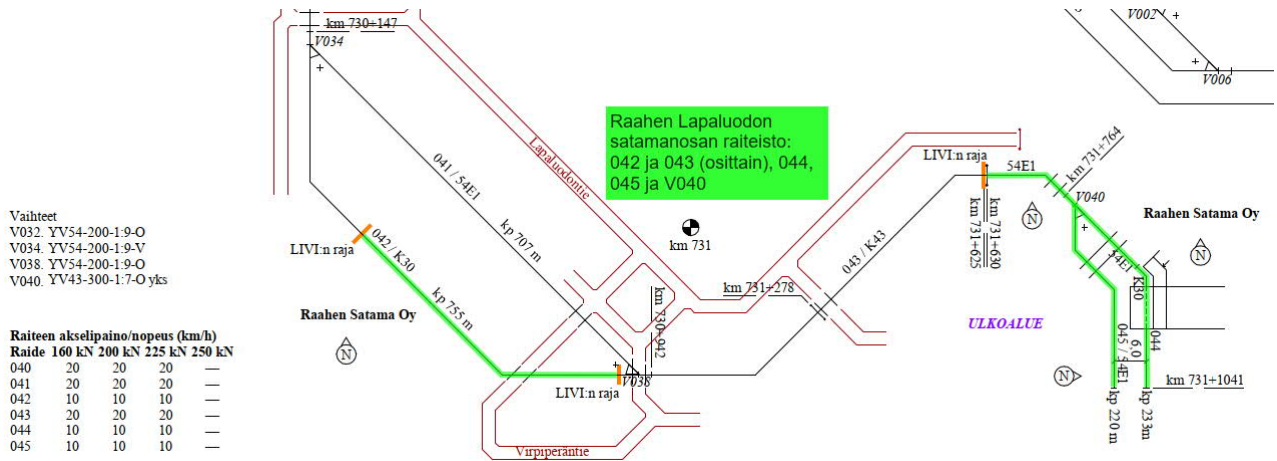 km 730+147
V034
Lapaluodontie
Raahen Lapaluodon
satamanosan raiteisto:
042 ja 043 (osittain), 044,
045 ja V040
V002
V006
LIVI:n raja
54E1
km 731+764
V040
Raahen Satama Oy
N
N
041 / 54E1
kp 707 m
km 731
043 / K43
km 731+625
km 731+630
54E1
K30
Vaihteet
V032. YV54-200-1:9-O
V034. YV54-200-1:9-V
V038. YV54-200-1:9-O
V040. YV43-300-1:7-O yks
LIVI:n raja
042 / K30
kp 755 m
Raahen Satama Oy
N
km 731+278
km 730+942
ULKOALUE
044
6,0
045 / 54E1
N
km 731+1041
kp 220 m
kp 233m
V038
LIVI:n raja
Virpiperäntie
Raiteen akselipaino/nopeus (km/h)
Raide 160 kN 200 kN 225 kN 250 kN
040 20 20 20 —
041 20 20 20 —
042 10 10 10 —
043 20 20 20 —
044 10 10 10 —
045 10 10 10 —